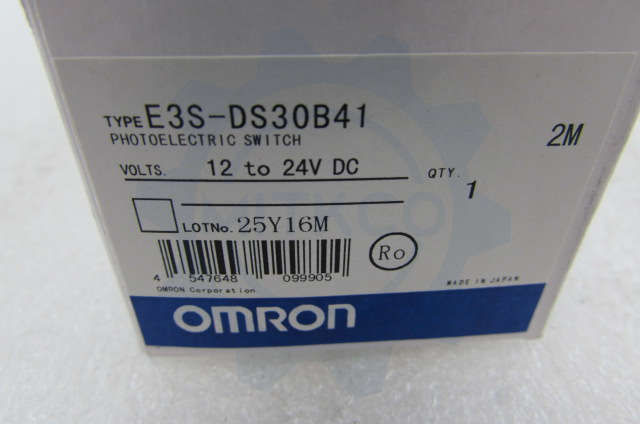 TYPE E3S-DS30B41
PHOTOELECTRIC SWITCH
2M
VOLTS. 12 to 24V DC
QTY. 1
LOTNo. 25Y16M
Ro
4 547648 099905
MADE IN JAPAN
OMRON Corporation
OMRON